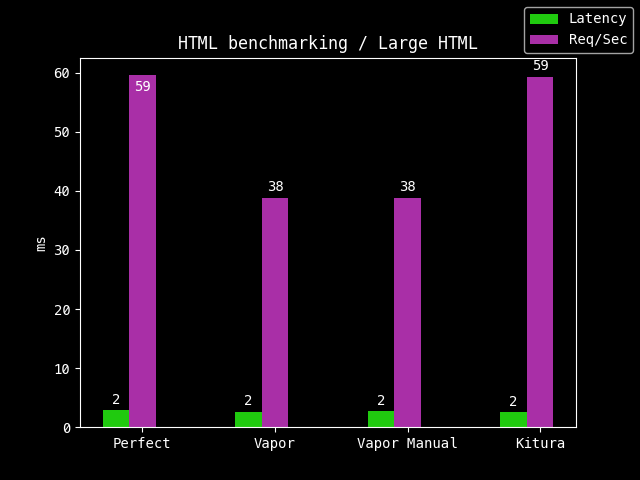 Latency
Req/Sec
HTML benchmarking / Large HTML
60
50
40
30
20
10
0
ms
59
38
38
59
2
2
2
2
Perfect
Vapor
Vapor Manual
Kitura